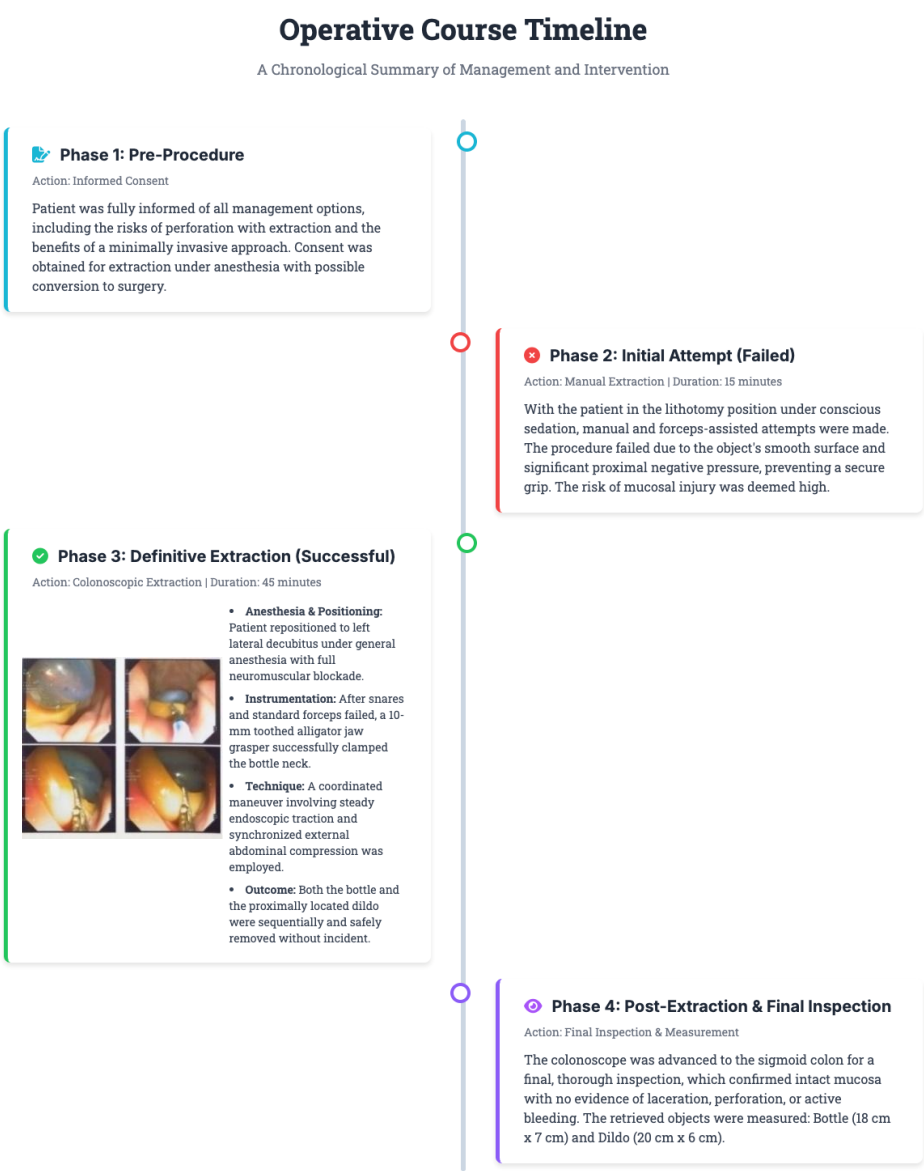 Operative Course Timeline
A Chronological Summary of Management and Intervention
Phase 1: Pre-Procedure
Action: Informed Consent
Patient was fully informed of all management options,
including the risks of perforation with extraction and the
benefits of a minimally invasive approach. Consent was
obtained for extraction under anesthesia with possible
conversion to surgery.
Phase 2: Initial Attempt (Failed)
Action: Manual Extraction | Duration: 15 minutes
With the patient in the lithotomy position under conscious
sedation, manual and forceps-assisted attempts were made.
The procedure failed due to the object's smooth surface and
significant proximal negative pressure, preventing a secure
grip. The risk of mucosal injury was deemed high.
Phase 3: Definitive Extraction (Successful)
Action: Colonoscopic Extraction | Duration: 45 minutes
• Anesthesia & Positioning:
Patient repositioned to left
lateral decubitus under general
anesthesia with full
neuromuscular blockade.
• Instrumentation: After snares
and standard forceps failed, a 10-
mm toothed alligator jaw
grasper successfully clamped
the bottle neck.
• Technique: A coordinated
maneuver involving steady
endoscopic traction and
synchronized external
abdominal compression was
employed.
• Outcome: Both the bottle and
the proximally located dildo
were sequentially and safely
removed without incident.
Phase 4: Post-Extraction & Final Inspection
Action: Final Inspection & Measurement
The colonoscope was advanced to the sigmoid colon for a
final, thorough inspection, which confirmed intact mucosa
with no evidence of laceration, perforation, or active
bleeding. The retrieved objects were measured: Bottle (18 cm
x 7 cm) and Dildo (20 cm x 6 cm).